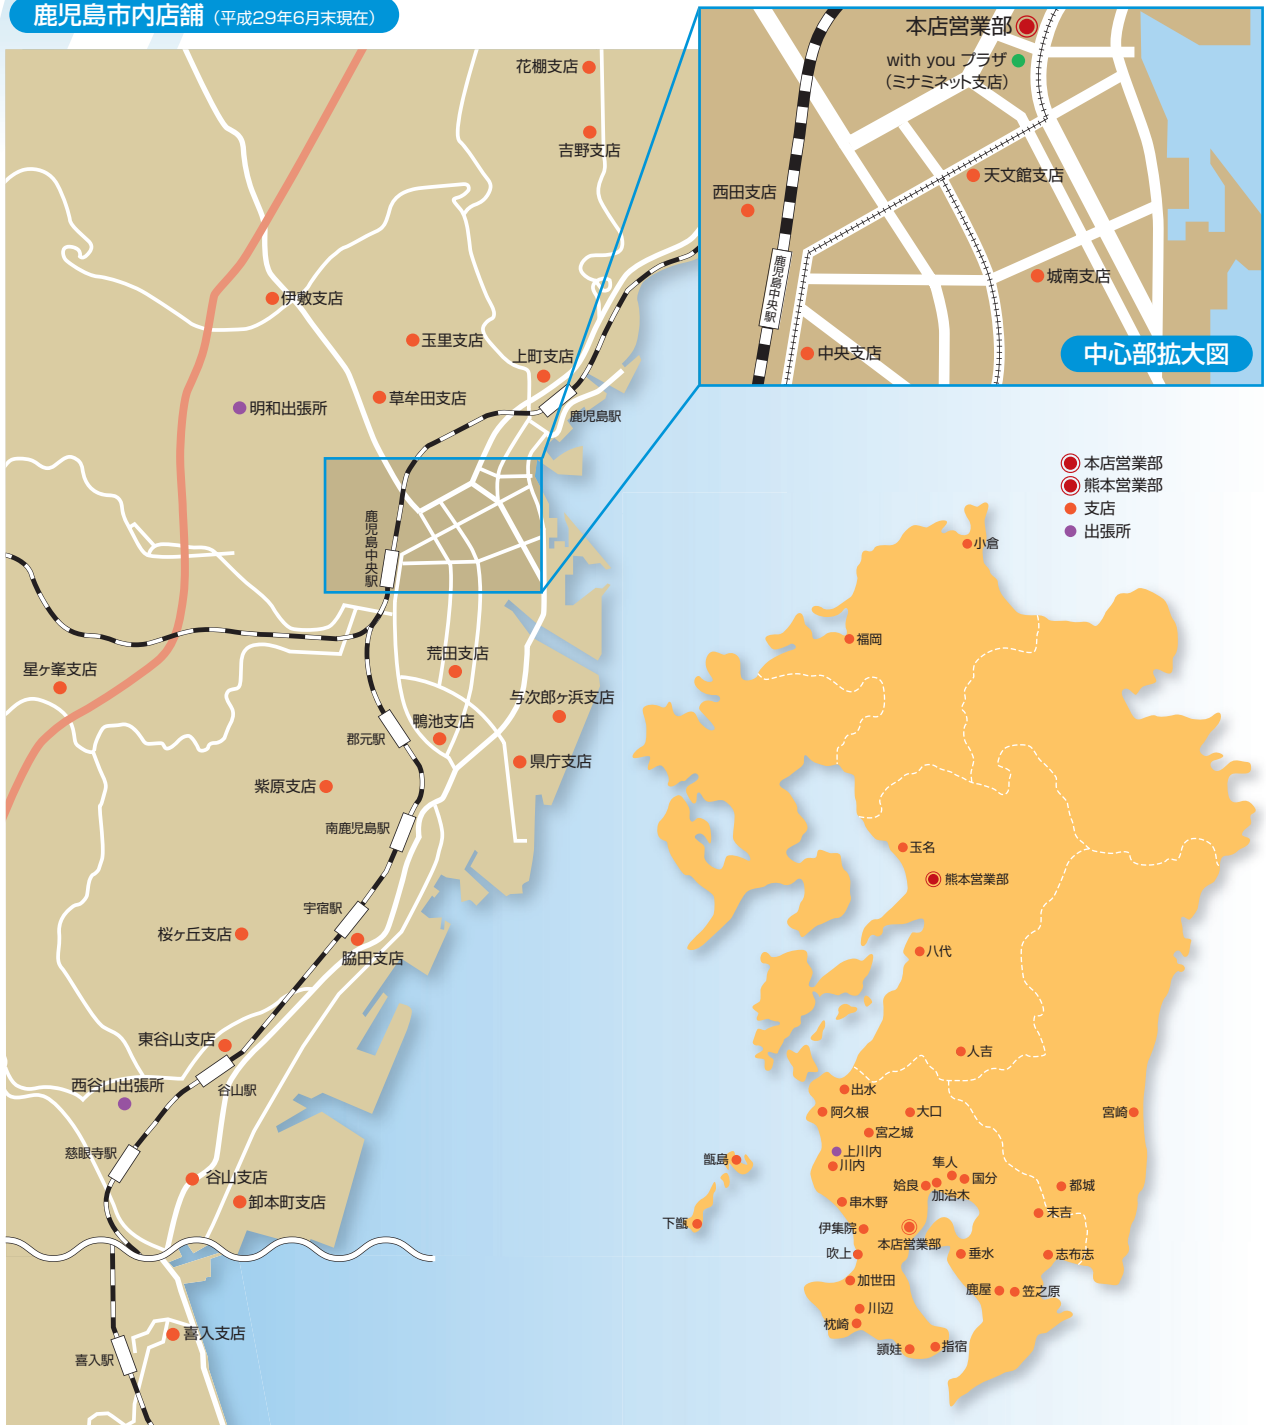 鹿児島市内店舗（平成29年6月末現在）
花棚支店
吉野支店
伊敷支店
玉里支店
上町支店
草牟田支店
明和出張所
鹿児島駅
鹿児島中央駅
荒田支店
星ヶ峯支店
与次郎ヶ浜支店
鴨池支店
郡元駅
県庁支店
紫原支店
南鹿児島駅
宇宿駅
桜ヶ丘支店
脇田支店
東谷山支店
谷山駅
西谷山出張所
慈眼寺駅
谷山支店
卸本町支店
喜入支店
喜入駅
本店営業部
with you プラザ
（ミナミネット支店）
天文館支店
西田支店
鹿児島中央駅
城南支店
中央支店
中心部拡大図
本店営業部
熊本営業部
支店
出張所
小倉
福岡
玉名
熊本営業部
八代
人吉
出水
阿久根
大口
宮崎
宮之城
上川内
川内
甑島
隼人
国分
姶良
加治木
都城
串木野
末吉
下甑
伊集院
本店営業部
吹上
垂水
志布志
加世田
鹿屋
笠之原
川辺
枕崎
頴娃
指宿